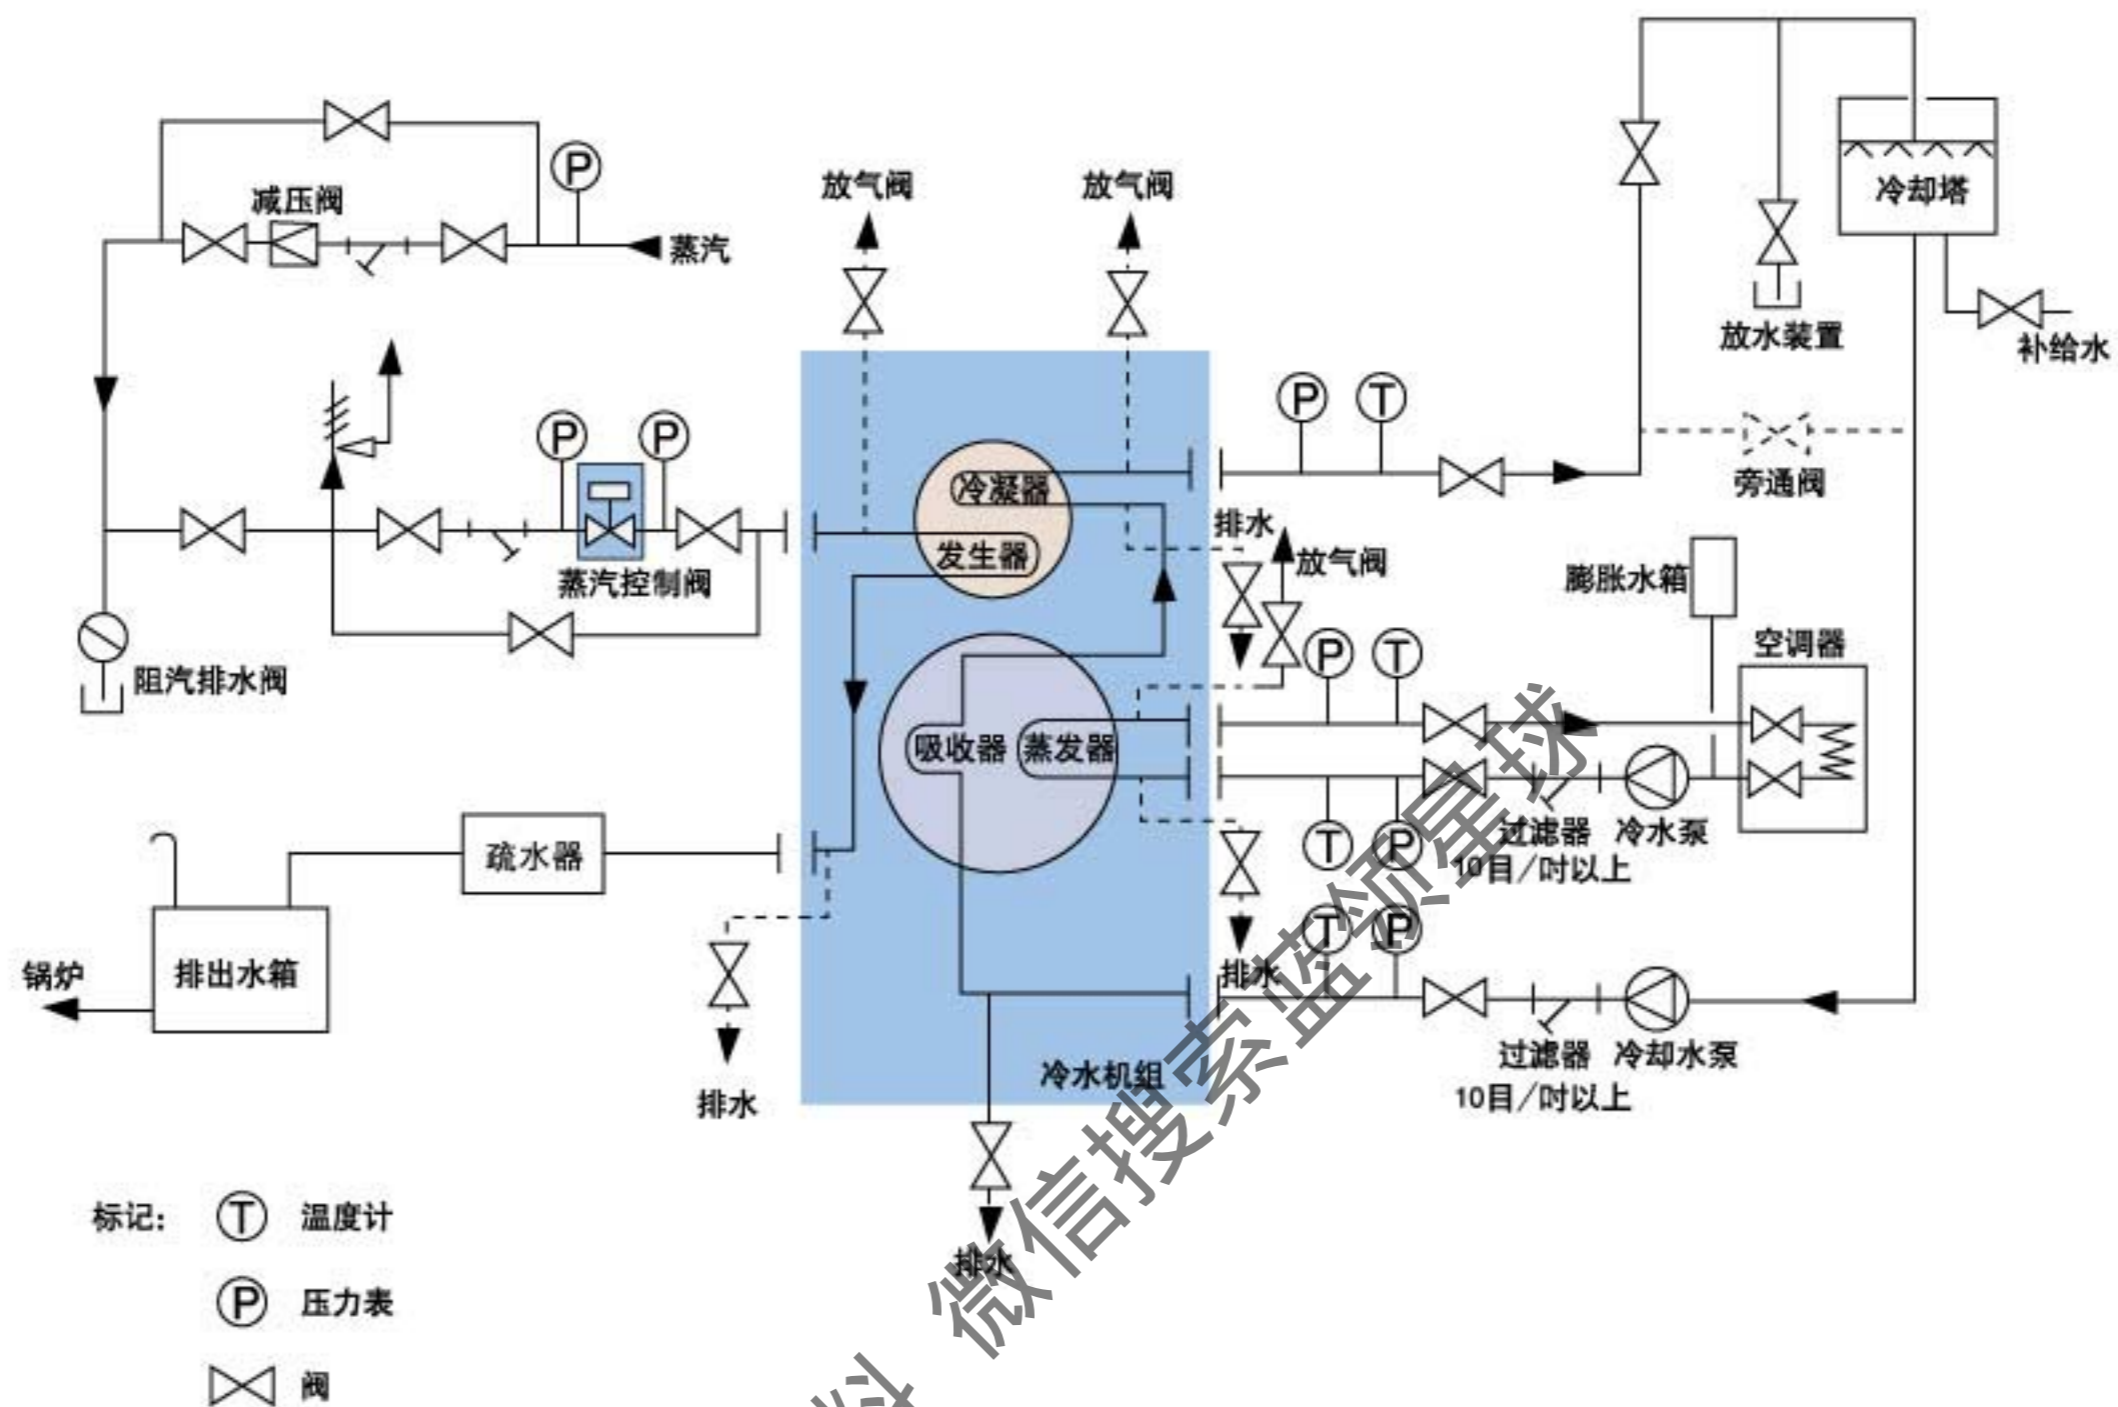 减压阀
P
蒸汽
放气阀
放气阀
冷却塔
放水装置
补给水
P
T
旁通阀
P
P
蒸汽控制阀
阻汽排水阀
冷凝器
发生器
排水
放气阀
膨胀水箱
空调器
P
T
吸收器
蒸发器
T
P
过滤器
冷水泵
10目/吋以上
疏水器
排出水箱
锅炉
排水
T
P
排水
过滤器
冷却水泵
10目/吋以上
冷水机组
排水
标记：
T 温度计
P 压力表
阀
料 微信搜索蓝领星球